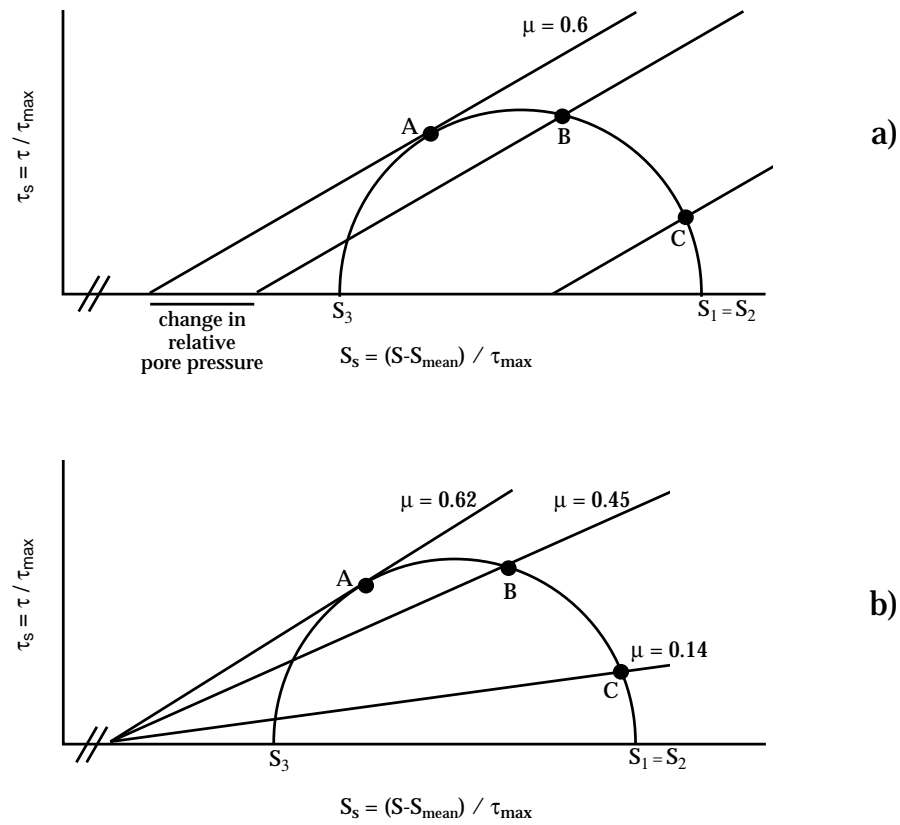 μ = 0.6
A
B
C
a)
τs = τ / τmax
S3
S1 = S2
change in
relative
pore pressure
Ss = (S-Smean) / τmax
μ = 0.62
μ = 0.45
A
B
μ = 0.14
C
b)
τs = τ / τmax
S3
S1 = S2
Ss = (S-Smean) / τmax